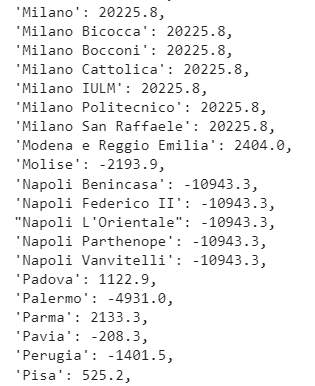 'Milano': 20225.8,
'Milano Bicocca': 20225.8,
'Milano Bocconi': 20225.8,
'Milano Cattolica': 20225.8,
'Milano IULM': 20225.8,
'Milano Politecnico': 20225.8,
'Milano San Raffaele': 20225.8,
'Modena e Reggio Emilia': 2404.0,
'Molise': -2193.9,
'Napoli Benincasa': -10943.3,
'Napoli Federico II': -10943.3,
"Napoli L'Orientale": -10943.3,
'Napoli Parthenope': -10943.3,
'Napoli Vanvitelli': -10943.3,
'Padova': 1122.9,
'Palermo': -4931.0,
'Parma': 2133.3,
'Pavia': -208.3,
'Perugia': -1401.5,
'Pisa': 525.2,